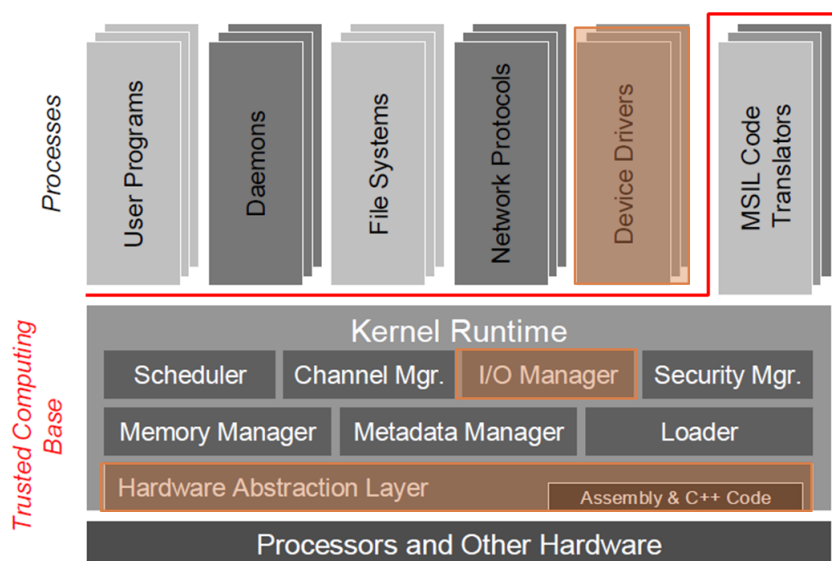 Processes
User Programs
Daemons
File Systems
Network Protocols
Device Drivers
MSIL Code
Translators
Trusted Computing
Base
Kernel Runtime
Scheduler
Channel Mgr.
I/O Manager
Security Mgr.
Memory Manager
Metadata Manager
Loader
Hardware Abstraction Layer
Assembly & C++ Code
Processors and Other Hardware